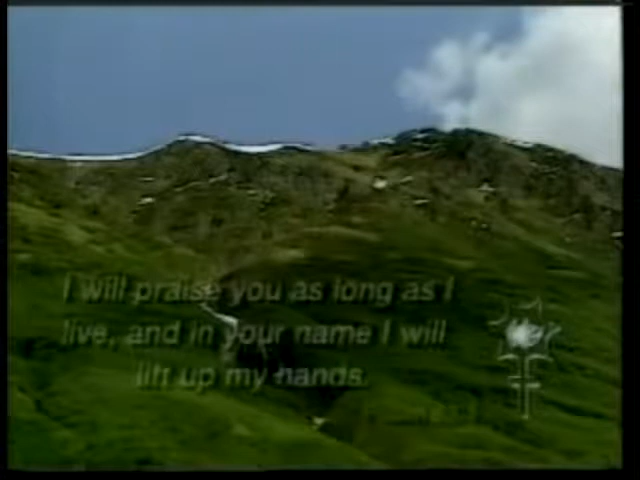 I will praise you as long as I
live, and in your name I will
lift up my hands.